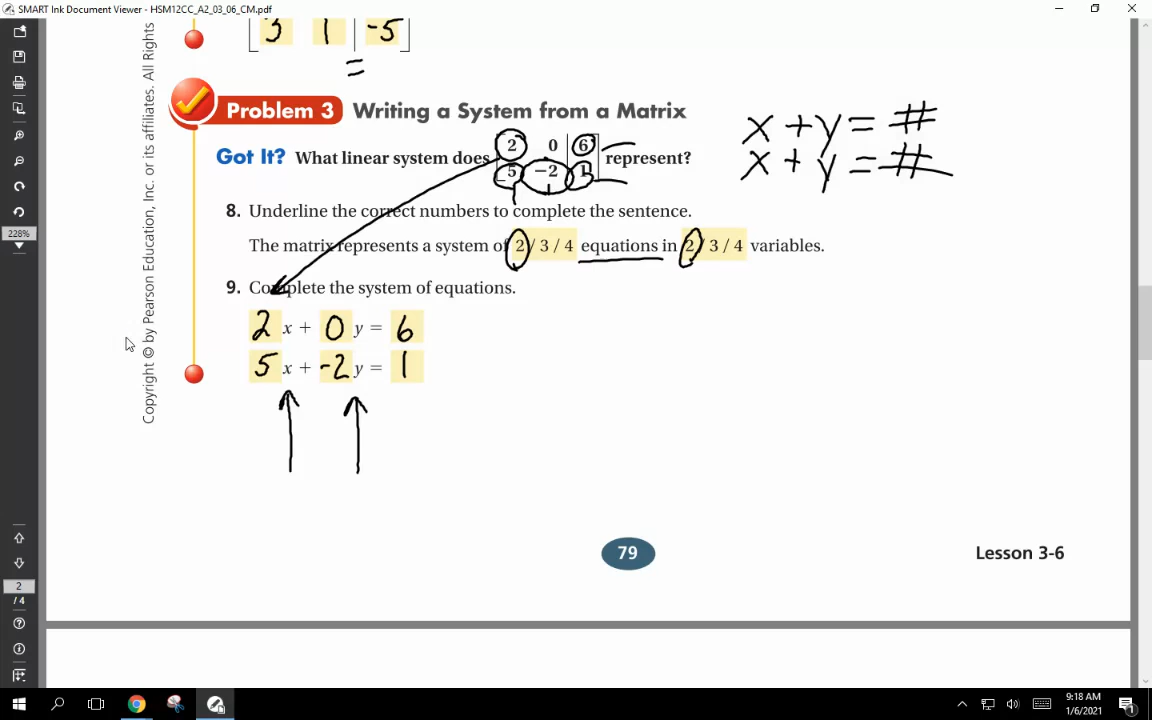 SMART Ink Document Viewer - HSM12CC_A2_03_06_CM.pdf
1 -5
=
Problem 3 Writing a System from a Matrix
x + y = #
x + y = #
Got It? What linear system does [2 0 | 6 represent?
5 -2 | 1]
8. Underline the correct numbers to complete the sentence.
The matrix represents a system of 2 / 3 / 4 equations in 2 / 3 / 4 variables.
9. Complete the system of equations.
2 x + 0 y = 6
5 x + -2 y = 1
Copyright © by Pearson Education, Inc. or its affiliates. All Rights
79
Lesson 3-6
228%
2
/ 4
9:18 AM
1/6/2021
1